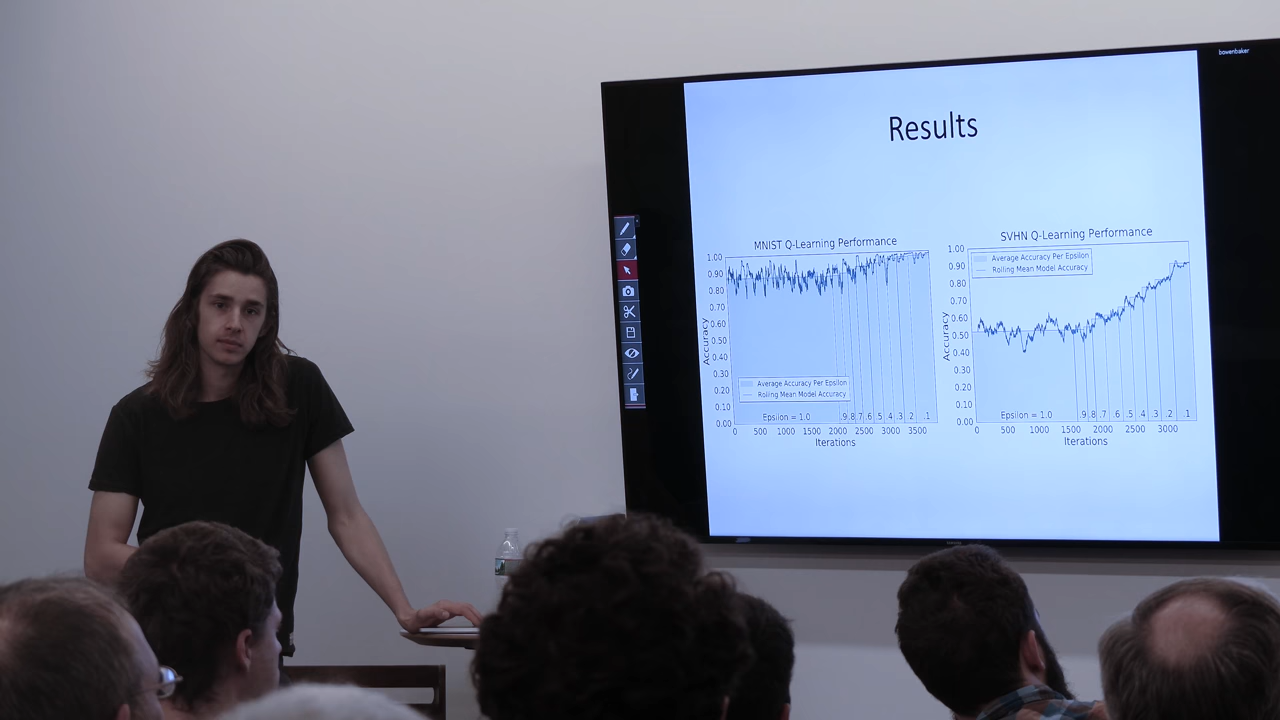 bowenbaker
Results
MNIST Q-Learning Performance
1.00
0.90
0.80
0.70
0.60
0.50
0.40
0.30
0.20
0.10
0.00
Accuracy
Average Accuracy Per Epsilon
Rolling Mean Model Accuracy
Epsilon = 1.0 .9 .8 .7 .6 .5 .4 .3 .2 .1
0 500 1000 1500 2000 2500 3000 3500
Iterations
SVHN Q-Learning Performance
1.00
0.90
0.80
0.70
0.60
0.50
0.40
0.30
0.20
0.10
0.00
Accuracy
Average Accuracy Per Epsilon
Rolling Mean Model Accuracy
Epsilon = 1.0 .9 .8 .7 .6 .5 .4 .3 .2 .1
0 500 1000 1500 2000 2500 3000
Iterations